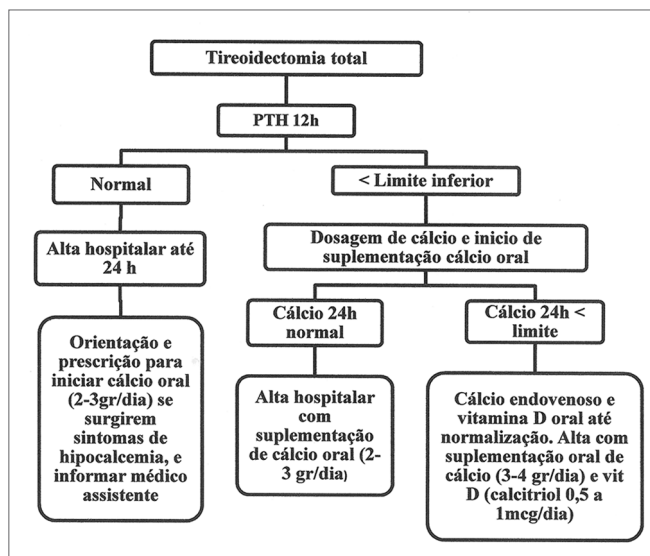 Tireoidectomia total
PTH 12h
Normal
< Limite inferior
Alta hospitalar até
24 h
Dosagem de cálcio e inicio de
suplementação cálcio oral
Orientação e
prescrição para
iniciar cálcio oral
(2-3gr/dia) se
surgirem
sintomas de
hipocalcemia, e
informar médico
assistente
Cálcio 24h
normal
Alta hospitalar
com
suplementação
de cálcio oral (2-
3 gr/dia)
Cálcio 24h <
limite
Cálcio endovenoso e
vitamina D oral até
normalização. Alta com
suplementação oral de
cálcio (3-4 gr/dia) e vit
D (calcitriol 0,5 a
1mcg/dia)